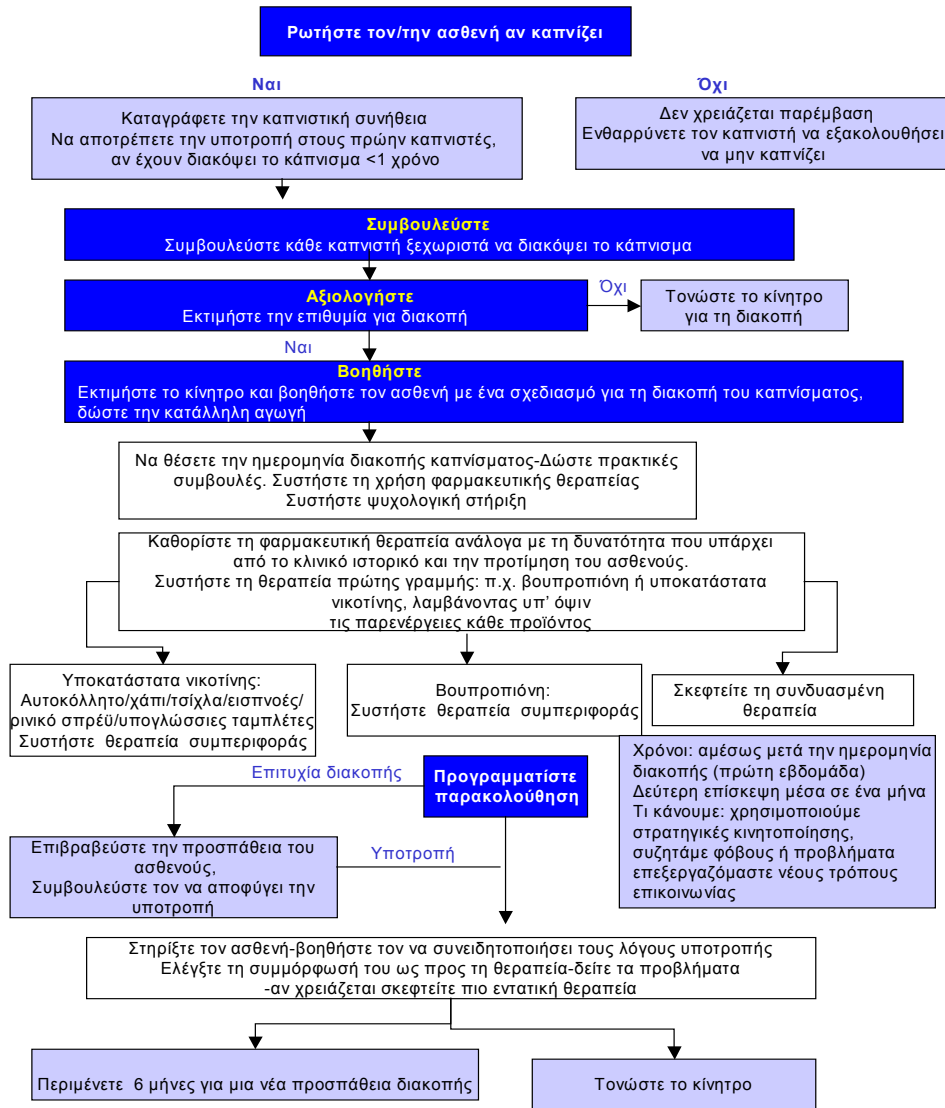 Ρωτήστε τον/την ασθενή αν καπνίζει
Ναι
Όχι
Καταγράφετε την καπνιστική συνήθεια
Να αποτρέπετε την υποτροπή στους πρώην καπνιστές,
αν έχουν διακόψει το κάπνισμα <1 χρόνο
Δεν χρειάζεται παρέμβαση
Ενθαρρύνετε τον καπνιστή να εξακολουθήσει
να μην καπνίζει
Συμβουλεύστε
Συμβουλεύστε κάθε καπνιστή ξεχωριστά να διακόψει το κάπνισμα
Αξιολογήστε
Εκτιμήστε την επιθυμία για διακοπή
Όχι
Τονώστε το κίνητρο
για τη διακοπή
Ναι
Βοηθήστε
Εκτιμήστε το κίνητρο και βοηθήστε τον ασθενή με ένα σχεδιασμό για τη διακοπή του καπνίσματος,
δώστε την κατάλληλη αγωγή
Να θέσετε την ημερομηνία διακοπής καπνίσματος-Δώστε πρακτικές
συμβουλές. Συστήστε τη χρήση φαρμακευτικής θεραπείας
Συστήστε ψυχολογική στήριξη
Καθορίστε τη φαρμακευτική θεραπεία ανάλογα με τη δυνατότητα που υπάρχει
από το κλινικό ιστορικό και την προτίμηση του ασθενούς.
Συστήστε τη θεραπεία πρώτης γραμμής: π.χ. βουπροπιόνη ή υποκατάστατα
νικοτίνης, λαμβάνοντας υπ’ όψιν
τις παρενέργειες κάθε προϊόντος
Υποκατάστατα νικοτίνης:
Αυτοκόλλητο/χάπι/τσίχλα/εισπνοές/
ρινικό σπρέϋ/υπογλώσσιες ταμπλέτες
Συστήστε θεραπεία συμπεριφοράς
Βουπροπιόνη:
Συστήστε θεραπεία συμπεριφοράς
Σκεφτείτε τη συνδυασμένη
θεραπεία
Χρόνοι: αμέσως μετά την ημερομηνία
διακοπής (πρώτη εβδομάδα)
Δεύτερη επίσκεψη μέσα σε ένα μήνα
Τι κάνουμε: χρησιμοποιούμε
στρατηγικές κινητοποίησης,
συζητάμε φόβους ή προβλήματα
επεξεργαζόμαστε νέους τρόπους
επικοινωνίας
Επιτυχία διακοπής
Προγραμματίστε
παρακολούθηση
Επιβραβεύστε την προσπάθεια του
ασθενούς,
Συμβουλεύστε τον να αποφύγει την
υποτροπή
Υποτροπή
Στηρίξτε τον ασθενή-βοηθήστε τον να συνειδητοποιήσει τους λόγους υποτροπής
Ελέγξτε τη συμμόρφωσή του ως προς τη θεραπεία-δείτε τα προβλήματα
-αν χρειάζεται σκεφτείτε πιο εντατική θεραπεία
Περιμένετε 6 μήνες για μια νέα προσπάθεια διακοπής
Τονώστε το κίνητρο